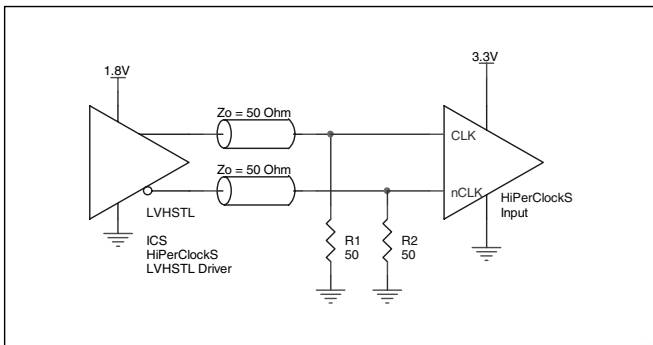 1.8V
3.3V
Zo = 50 Ohm
CLK
Zo = 50 Ohm
nCLK
HiPerClockS
Input
LVHSTL
ICS
HiPerClockS
LVHSTL Driver
R1
50
R2
50